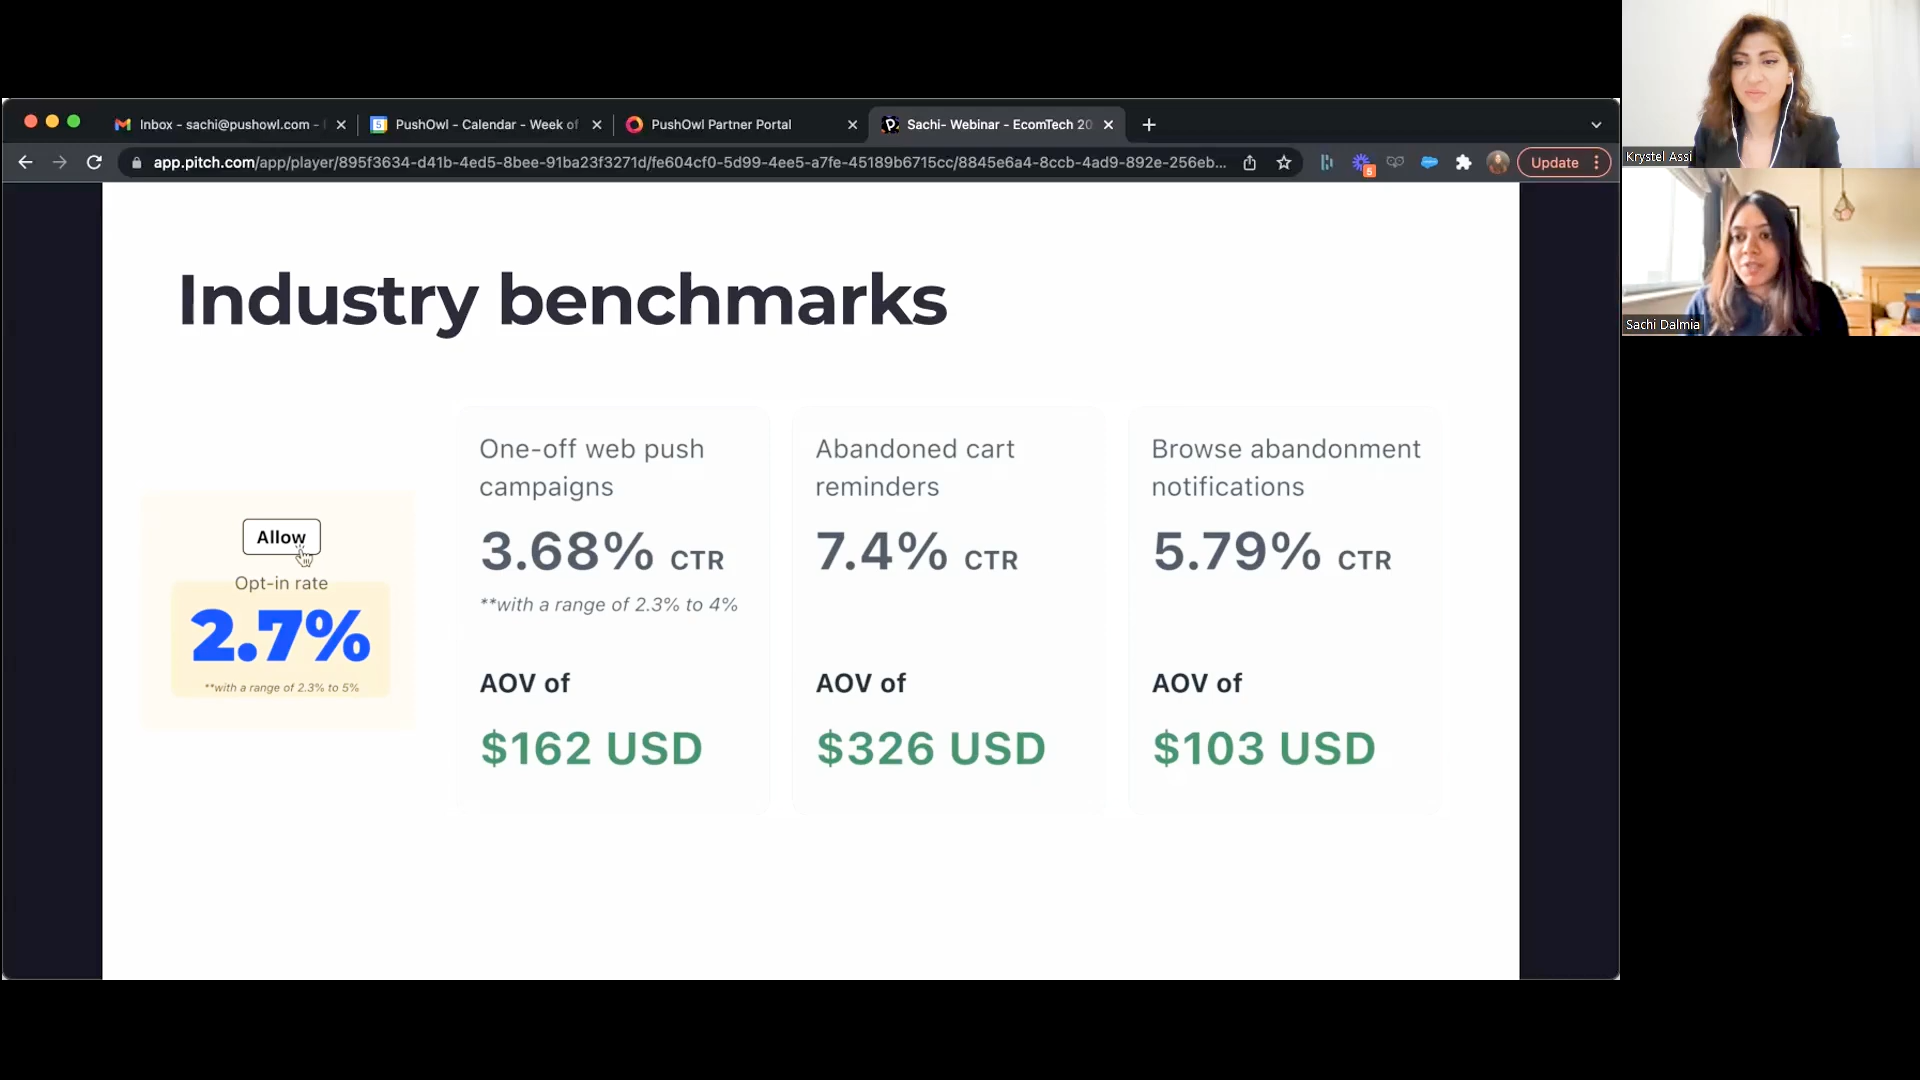 Inbox - sachi@pushowl.com -
PushOwl - Calendar - Week of
PushOwl Partner Portal
Sachi- Webinar - EcomTech 20
app.pitch.com/app/player/895f3634-d41b-4ed5-8bee-91ba23f3271d/fe604cf0-5d99-4ee5-a7fe-45189b6715cc/8845e6a4-8ccb-4ad9-892e-256eb...
5
Update
Krystel Assi
Sachi Dalmia
Industry benchmarks
Allow
Opt-in rate
2.7%
**with a range of 2.3% to 5%
One-off web push
campaigns
3.68% CTR
**with a range of 2.3% to 4%
AOV of
$162 USD
Abandoned cart
reminders
7.4% CTR
AOV of
$326 USD
Browse abandonment
notifications
5.79% CTR
AOV of
$103 USD